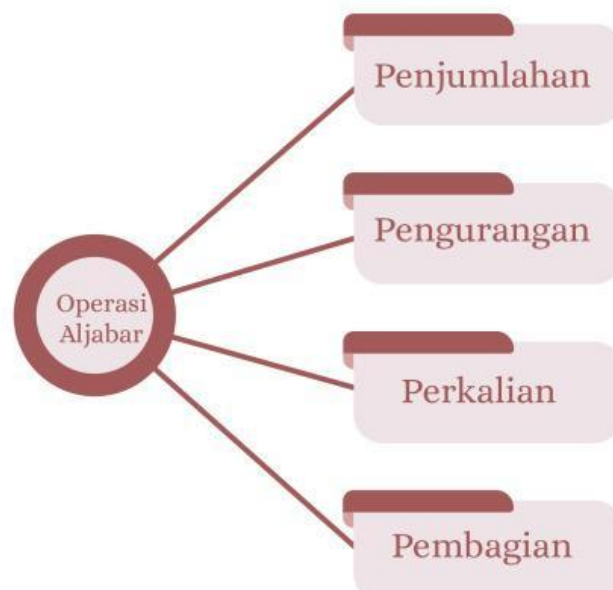 Penjumlahan
Pengurangan
Operasi
Aljabar
Perkalian
Pembagian